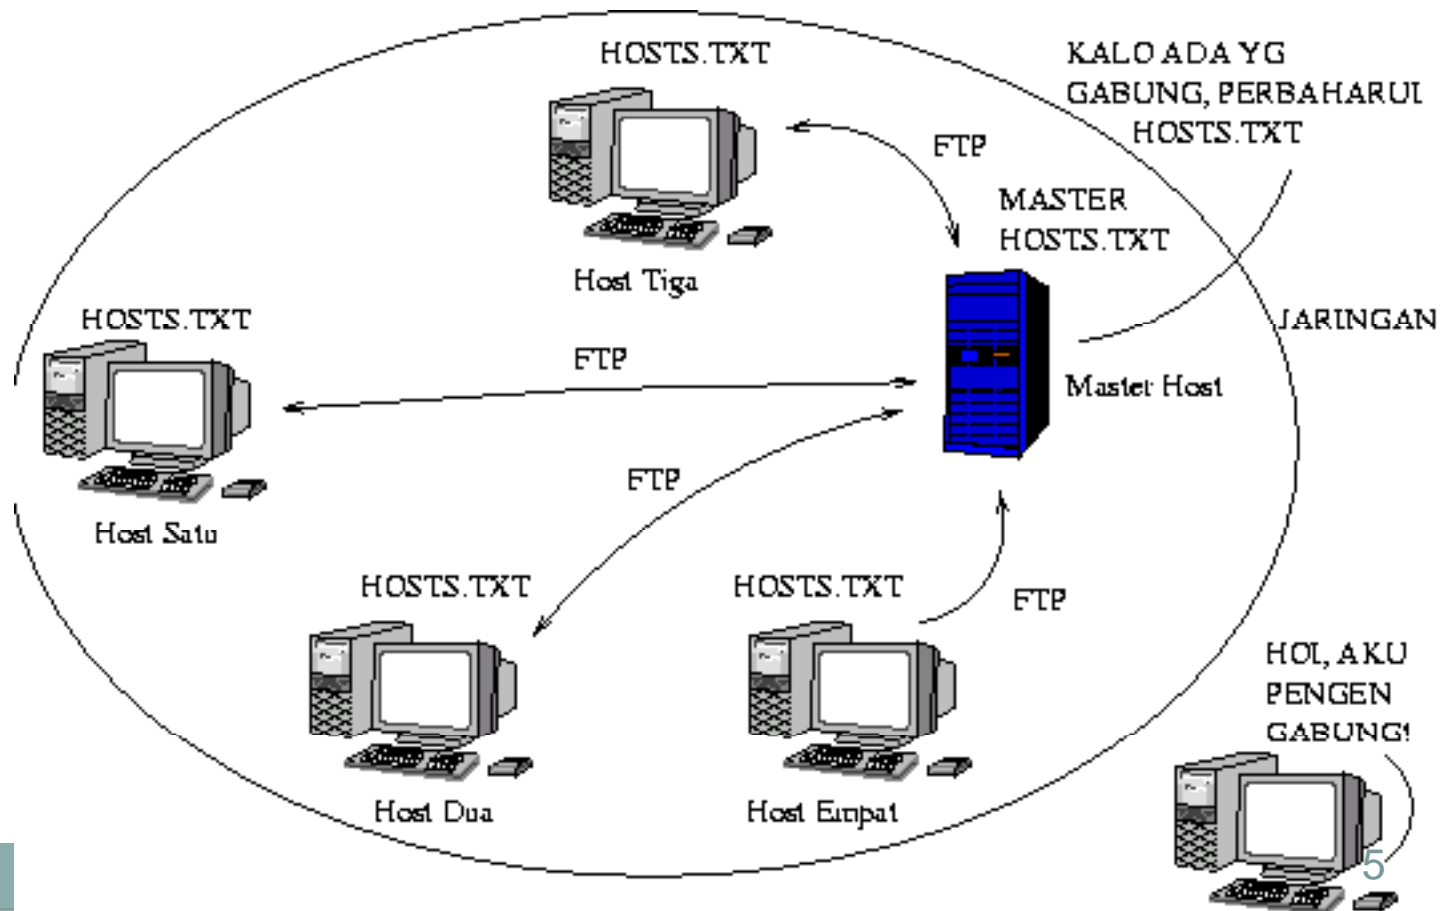 HOSTS.TXT
KALO ADA YG
GABUNG, PERBAHARUI
HOSTS.TXT
FTP
MASTER
HOSTS.TXT
Host Tiga
HOSTS.TXT
JARINGAN
FTP
Master Host
FTP
Host Satu
HOSTS.TXT
HOSTS.TXT
FTP
HOI, AKU
PENGEN
GABUNG!
Host Dua
Host Empat
5